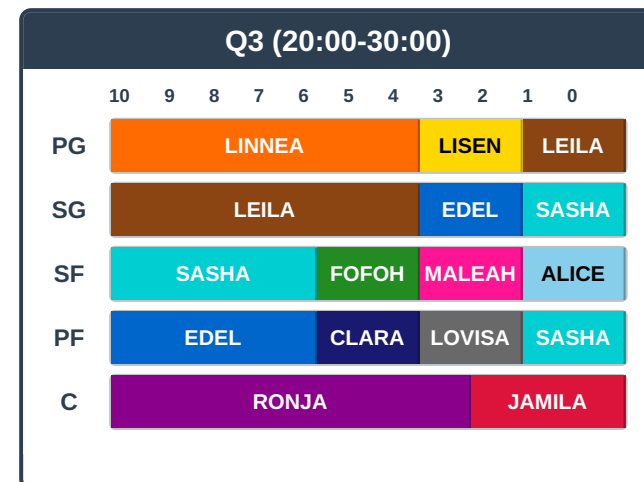 Q3 (20:00-30:00)
10 9 8 7 6 5 4 3 2 1 0
PG LINNEA LISEN LEILA
SG LEILA EDEL SASHA
SF SASHA FOFOH MALEAH ALICE
PF EDEL CLARA LOVISA SASHA
C RONJA JAMILA